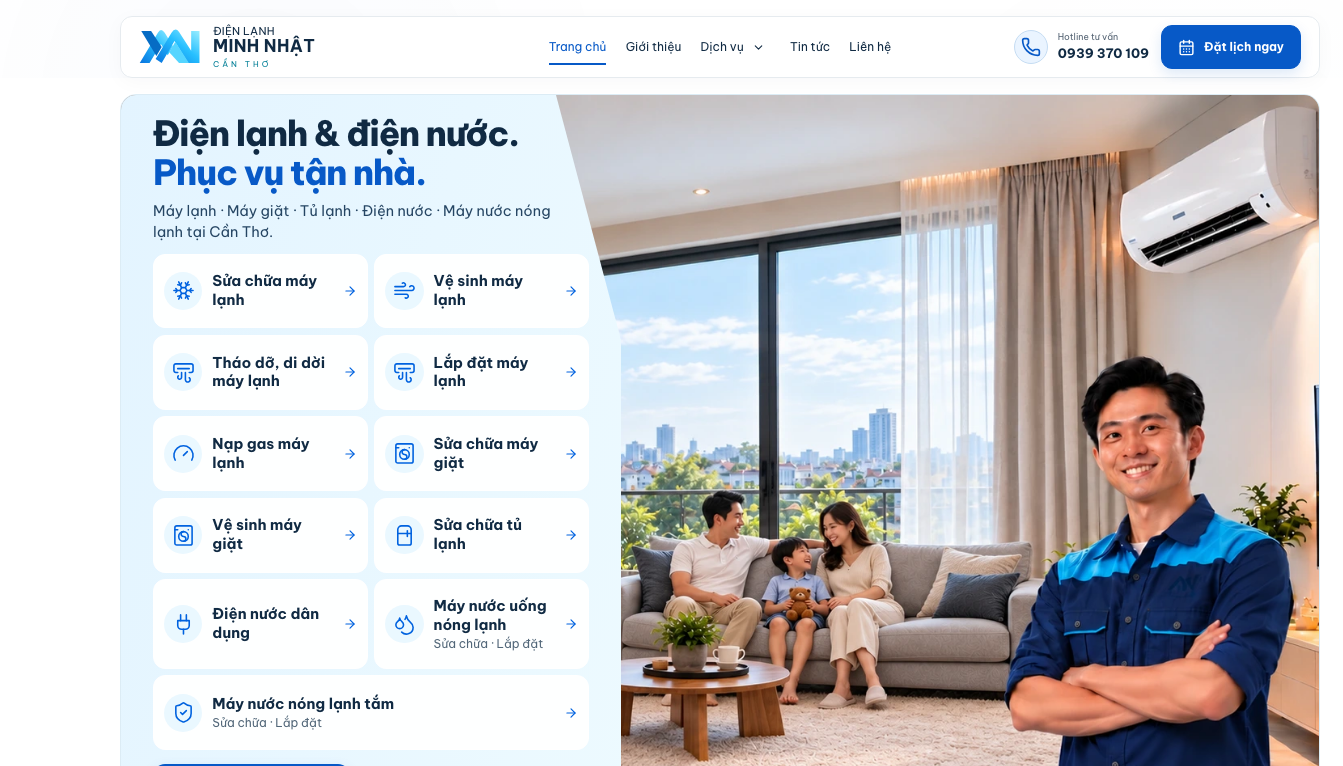 ĐIỆN LẠNH
MINH NHẬT
CẦN THƠ
Trang chủ
Giới thiệu
Dịch vụ
Tin tức
Liên hệ
Hotline tư vấn
0939 370 109
Đặt lịch ngay
Điện lạnh & điện nước.
Phục vụ tận nhà.
Máy lạnh · Máy giặt · Tủ lạnh · Điện nước · Máy nước nóng
lạnh tại Cần Thơ.
Sửa chữa máy
lạnh
Vệ sinh máy
lạnh
Tháo dỡ, di dời
máy lạnh
Lắp đặt máy
lạnh
Nạp gas máy
lạnh
Sửa chữa máy
giặt
Vệ sinh máy
giặt
Sửa chữa tủ
lạnh
Điện nước dân
dụng
Máy nước uống
nóng lạnh
Sửa chữa · Lắp đặt
Máy nước nóng lạnh tắm
Sửa chữa · Lắp đặt